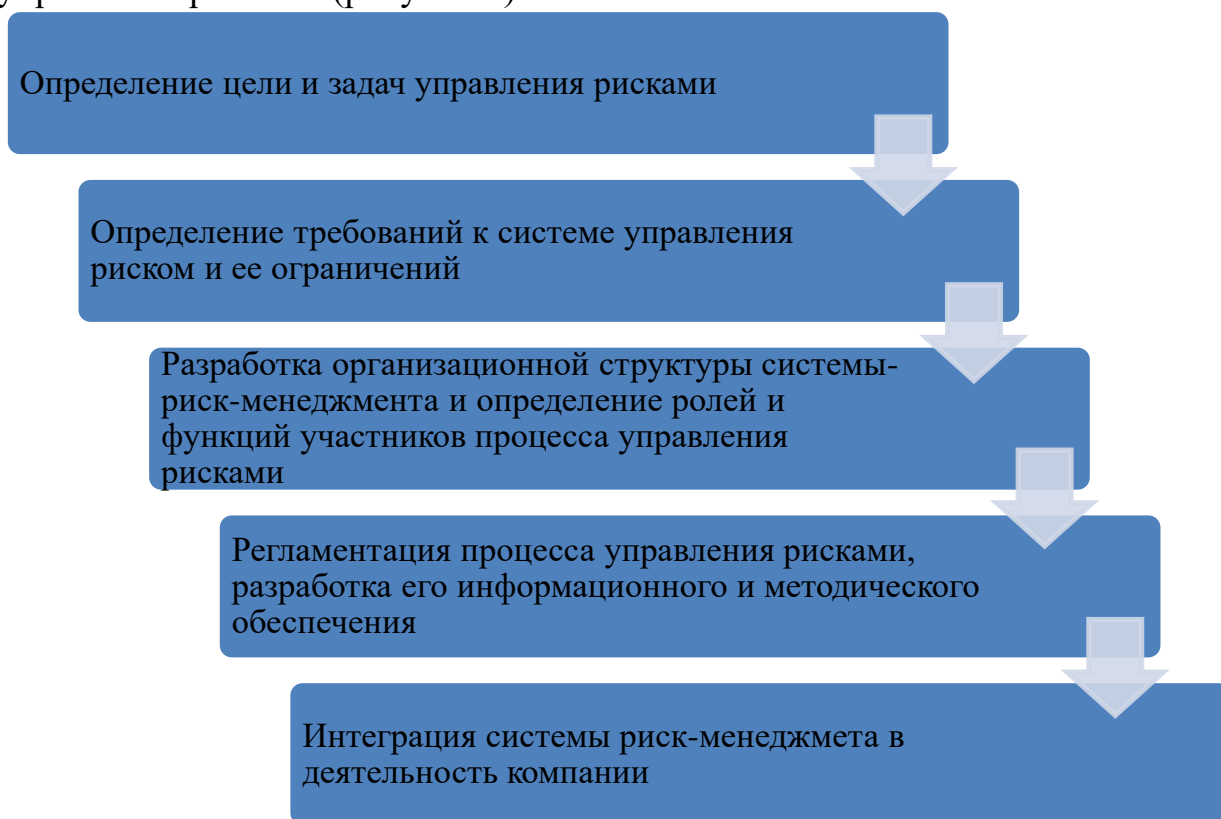 Определение цели и задач управления рисками
Определение требований к системе управления
риском и ее ограничений
Разработка организационной структуры системы-
риск-менеджмента и определение ролей и
функций участников процесса управления
рисками
Регламентация процесса управления рисками,
разработка его информационного и методического
обеспечения
Интеграция системы риск-менеджмета в
деятельность компании